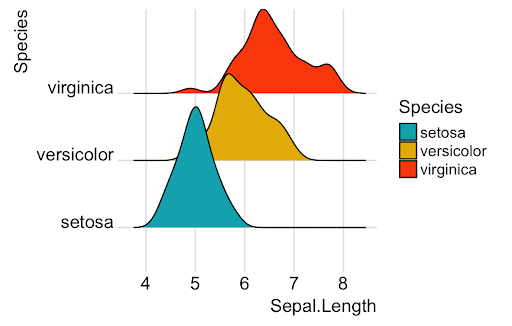 Species
virginica
versicolor
setosa
4 5 6 7 8
Sepal.Length
Species
setosa
versicolor
virginica